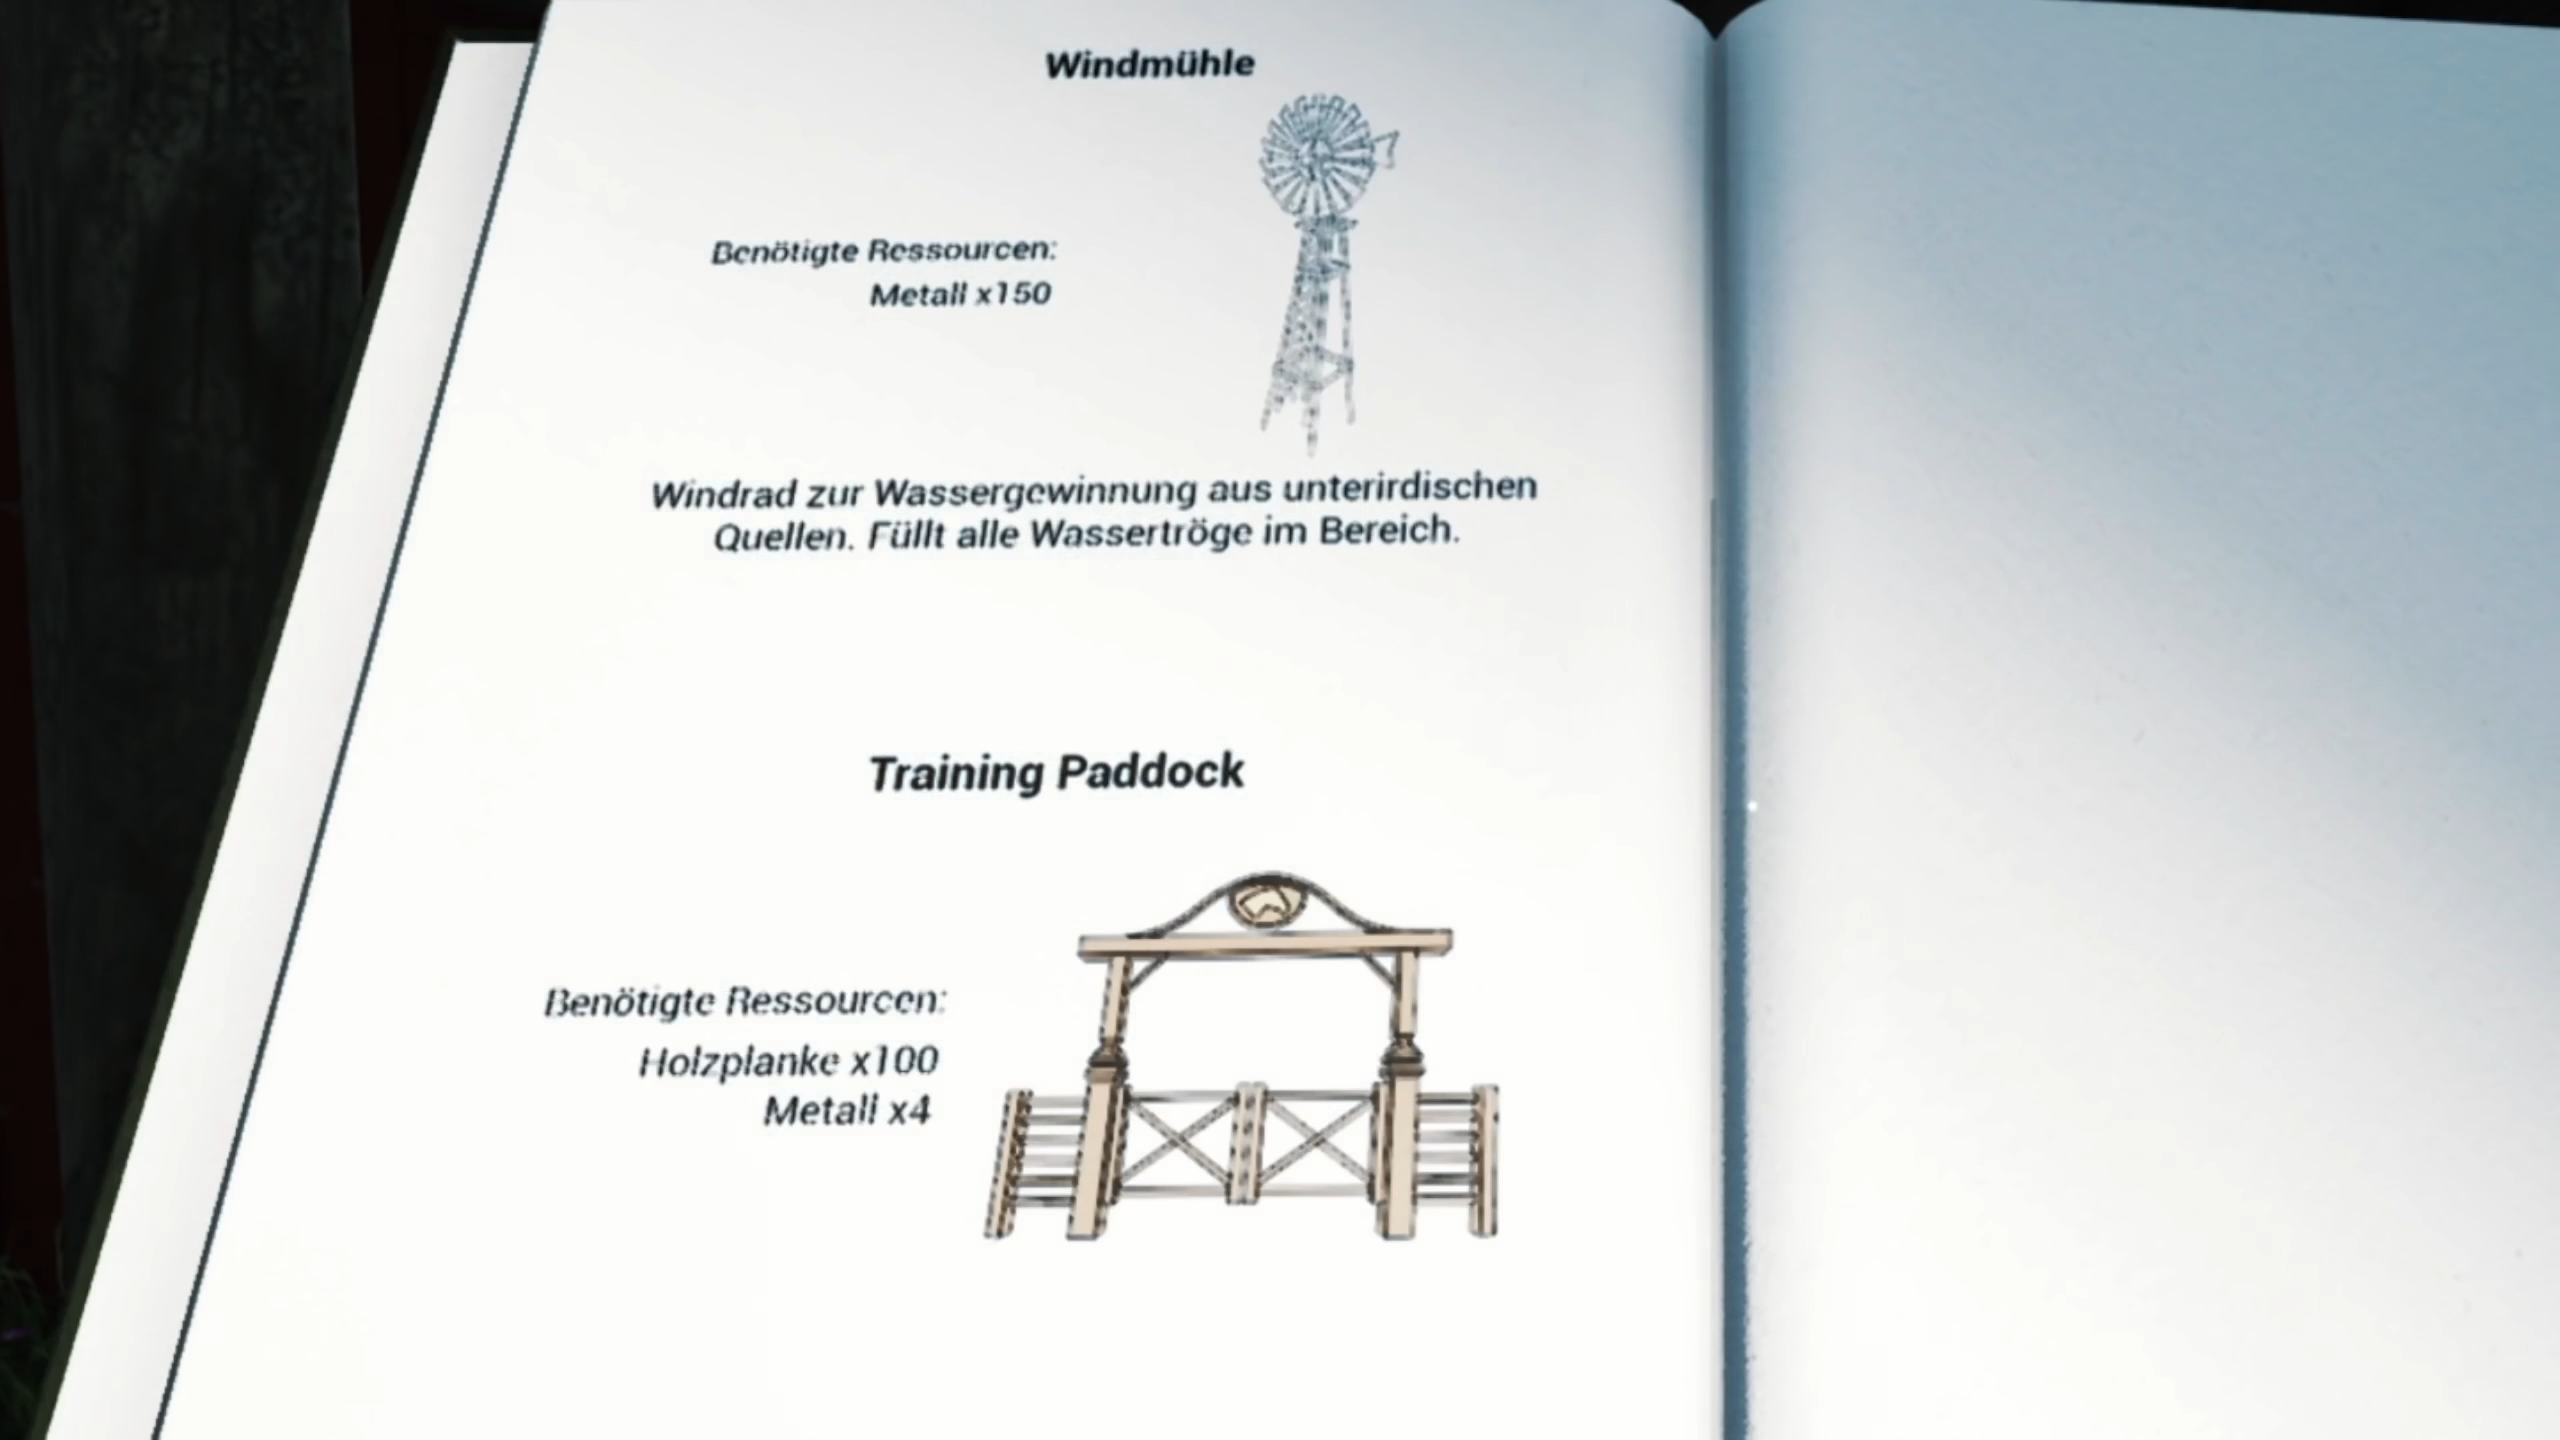 Windmühle
Benötigte Ressourcen:
Metall x150
Windrad zur Wassergewinnung aus unterirdischen
Quellen. Füllt alle Wassertröge im Bereich.
Training Paddock
Benötigte Ressourcen:
Holzplanke x100
Metall x4